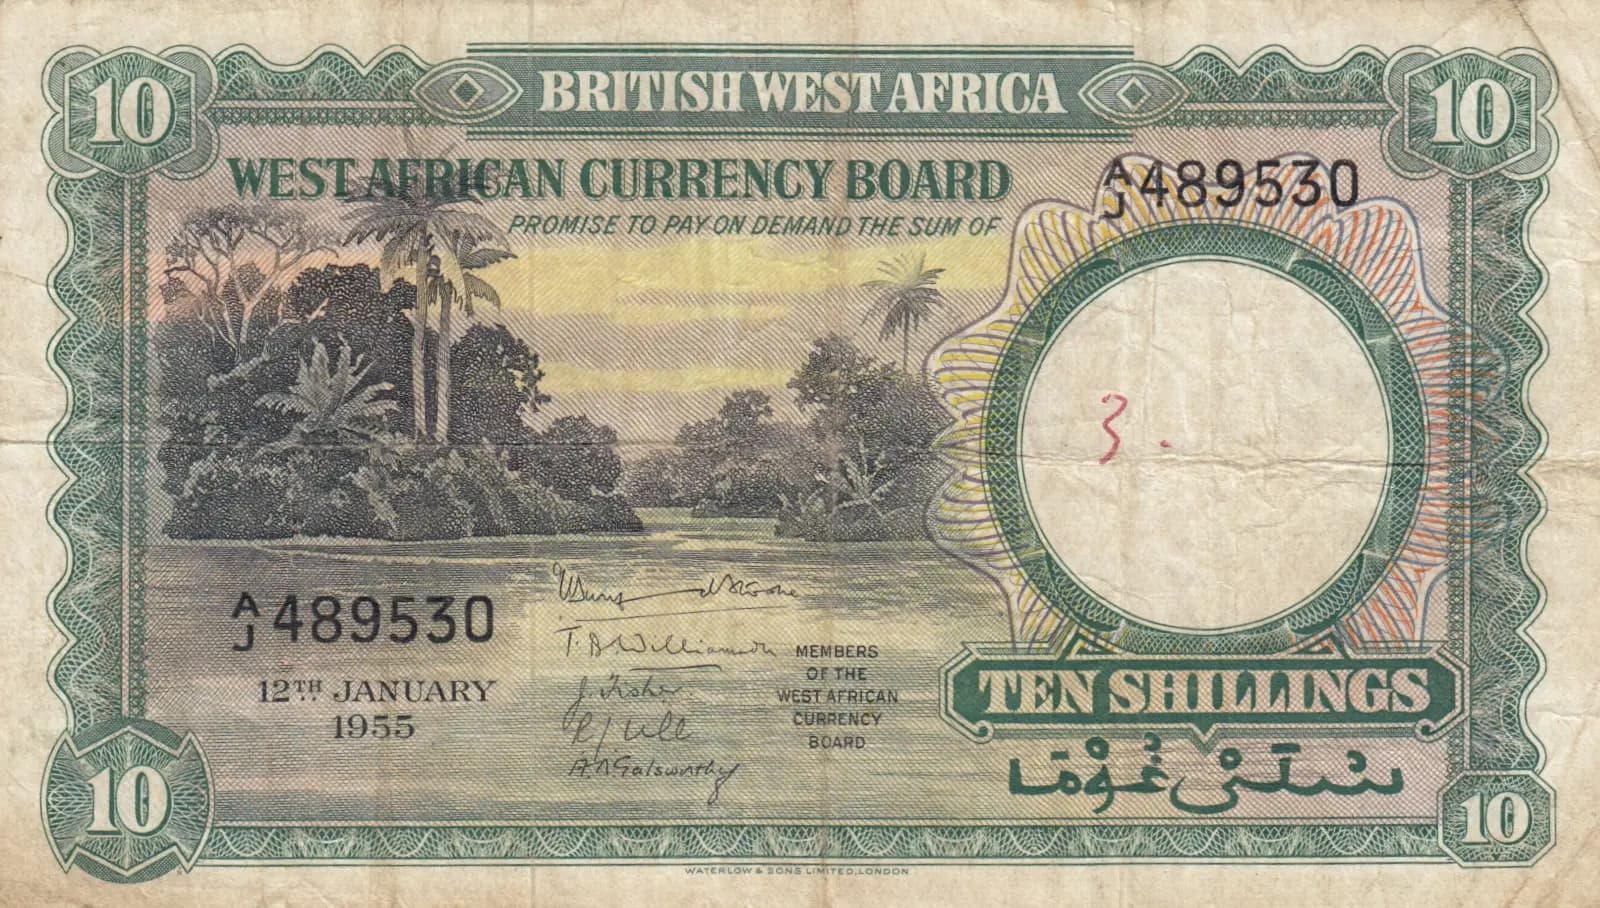 10
BRITISH WEST AFRICA
10
WEST AFRICAN CURRENCY BOARD
PROMISE TO PAY ON DEMAND THE SUM OF
A/J 489530
3.
A/J 489530
12TH JANUARY
1955
T. B. Williamson
J. Fisher
A. N. Galsworthy
MEMBERS
OF THE
WEST AFRICAN
CURRENCY
BOARD
TEN SHILLINGS
سُلَسْ غُوْمَا
10
10
WATERLOW & SONS LIMITED, LONDON